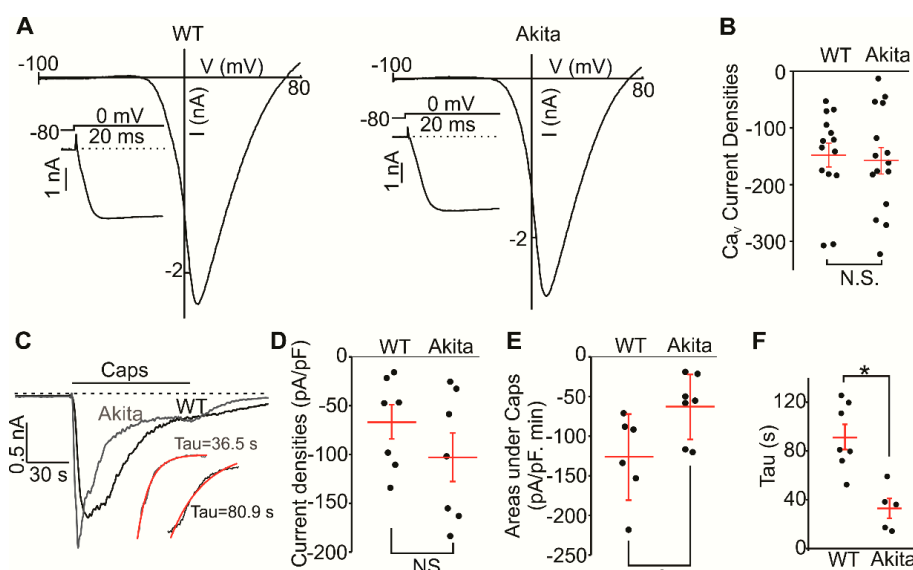 A
WT
-100
V (mV)
80
I (nA)
0 mV
-80
20 ms
1 nA
-2
Akita
-100
V (mV)
80
I (nA)
0 mV
-80
20 ms
1 nA
-2
B
WT Akita
0
-100
-200
-300
CaV Current Densities
N.S.
C
Caps
Akita
WT
0.5 nA
30 s
Tau=36.5 s
Tau=80.9 s
D
WT Akita
0
-50
-100
-150
-200
Current densities (pA/pF)
NS
E
WT Akita
0
-50
-100
-150
-200
-250
Areas under Caps
(pA/pF. min)
F
*
120
80
40
0
Tau (s)
WT Akita